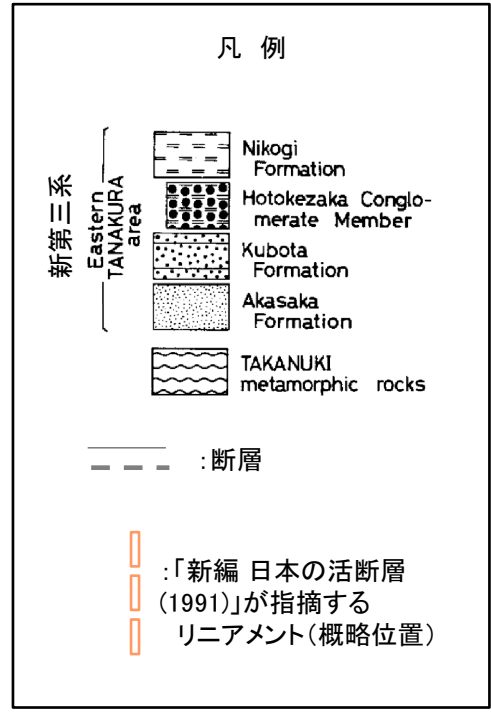 凡 例
新第三系
Eastern
TANAKURA
area
Nikogi
Formation
Hotokezaka Conglo-
merate Member
Kubota
Formation
Akasaka
Formation
TAKANUKI
metamorphic rocks
:断層
:「新編 日本の活断層
(1991)」が指摘する
リニアメント(概略位置)